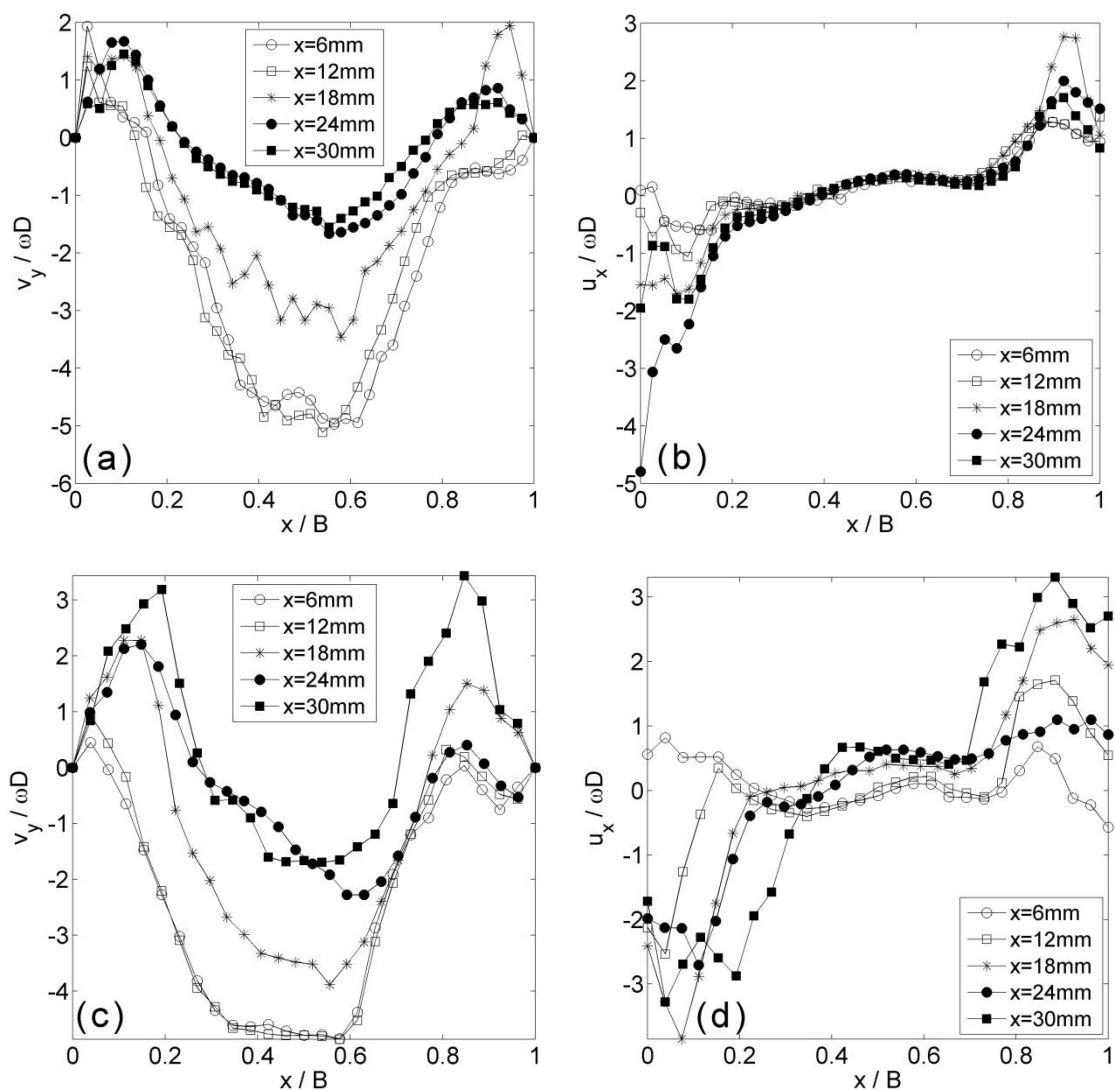 2
1
0
-1
-2
-3
-4
-5
-6
v_y / ωD
0 0.2 0.4 0.6 0.8 1
x / B
x=6mm
x=12mm
x=18mm
x=24mm
x=30mm
(a)
3
2
1
0
-1
-2
-3
-4
-5
u_x / ωD
0 0.2 0.4 0.6 0.8 1
x / B
x=6mm
x=12mm
x=18mm
x=24mm
x=30mm
(b)
3
2
1
0
-1
-2
-3
-4
v_y / ωD
0 0.2 0.4 0.6 0.8 1
x / B
x=6mm
x=12mm
x=18mm
x=24mm
x=30mm
(c)
3
2
1
0
-1
-2
-3
u_x / ωD
0 0.2 0.4 0.6 0.8 1
x / B
x=6mm
x=12mm
x=18mm
x=24mm
x=30mm
(d)